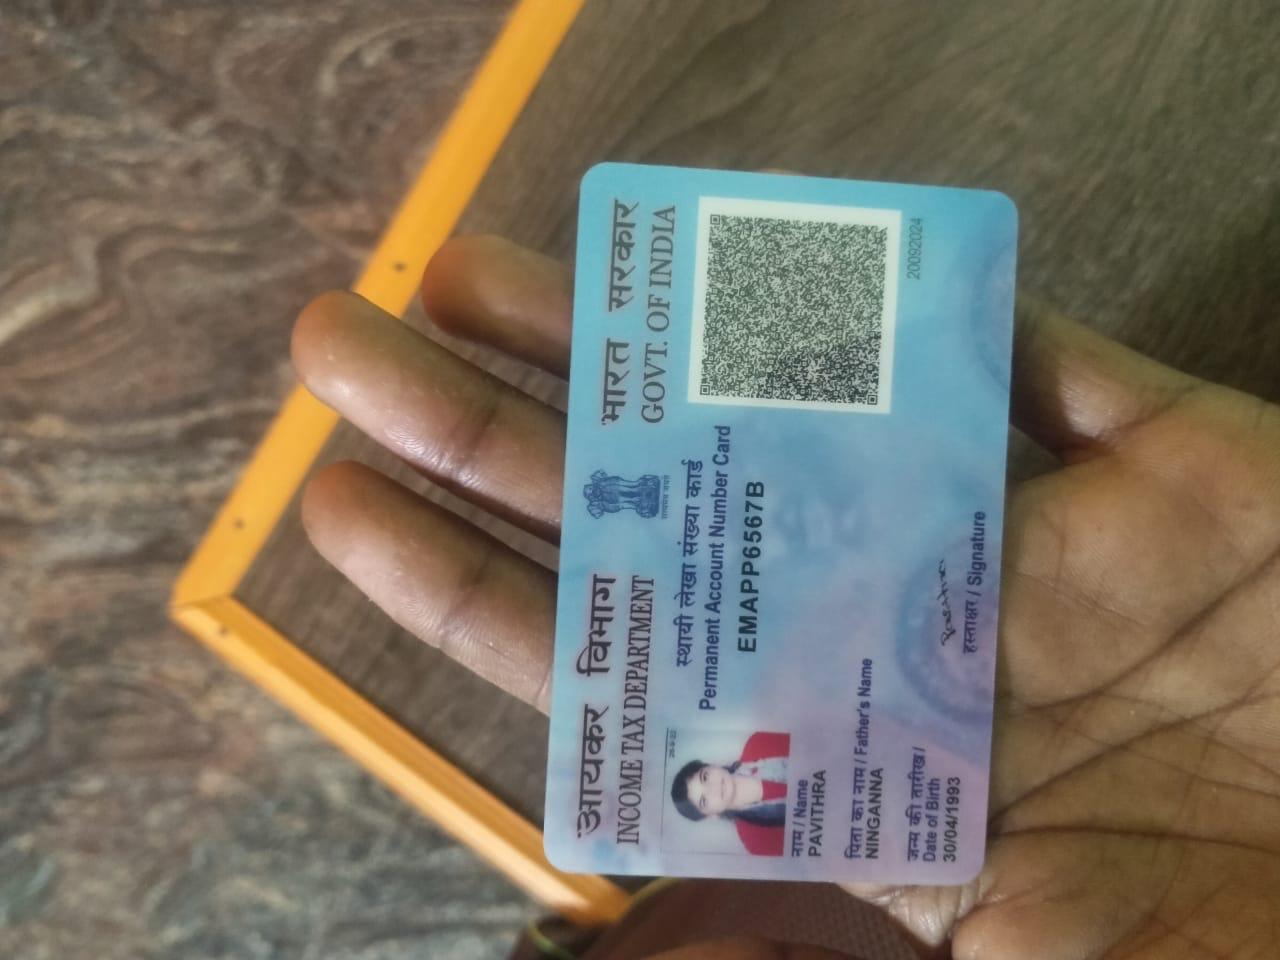 आयकर विभाग
INCOME TAX DEPARTMENT
सत्यमेव जयते
भारत सरकार
GOVT. OF INDIA
स्थायी लेखा संख्या कार्ड
Permanent Account Number Card
EMAPP6567B
नाम / Name
PAVITHRA
पिता का नाम / Father's Name
NINGANNA
जन्म की तारीख /
Date of Birth
30/04/1993
हस्ताक्षर / Signature
20092024